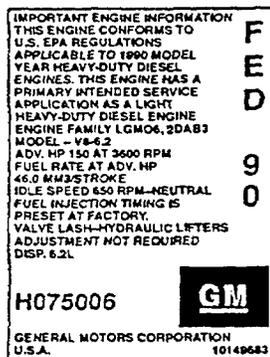 IMPORTANT ENGINE INFORMATION
THIS ENGINE CONFORMS TO
U.S. EPA REGULATIONS
APPLICABLE TO 1990 MODEL
YEAR HEAVY-DUTY DIESEL
ENGINES. THIS ENGINE HAS A
PRIMARY INTENDED SERVICE
APPLICATION AS A LIGHT
HEAVY-DUTY DIESEL ENGINE
ENGINE FAMILY LGM06,2DAB3
MODEL – V8-6.2
ADV. HP 150 AT 3600 RPM
FUEL RATE AT ADV. HP
46.0 MM3/STROKE
IDLE SPEED 650 RPM–NEUTRAL
FUEL INJECTION TIMING IS
PRESET AT FACTORY.
VALVE LASH–HYDRAULIC LIFTERS
ADJUSTMENT NOT REQUIRED
DISP. 6.2L
FED
90
H075006
GM
GENERAL MOTORS CORPORATION
U.S.A. 10149683